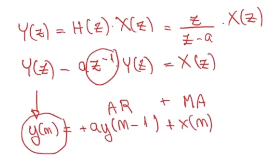 Y(z) = H(z) · X(z) = z/(z-a) · X(z)
Y(z) - a z⁻¹ Y(z) = X(z)
AR + MA
y(n) = +ay(n-1) + x(n)